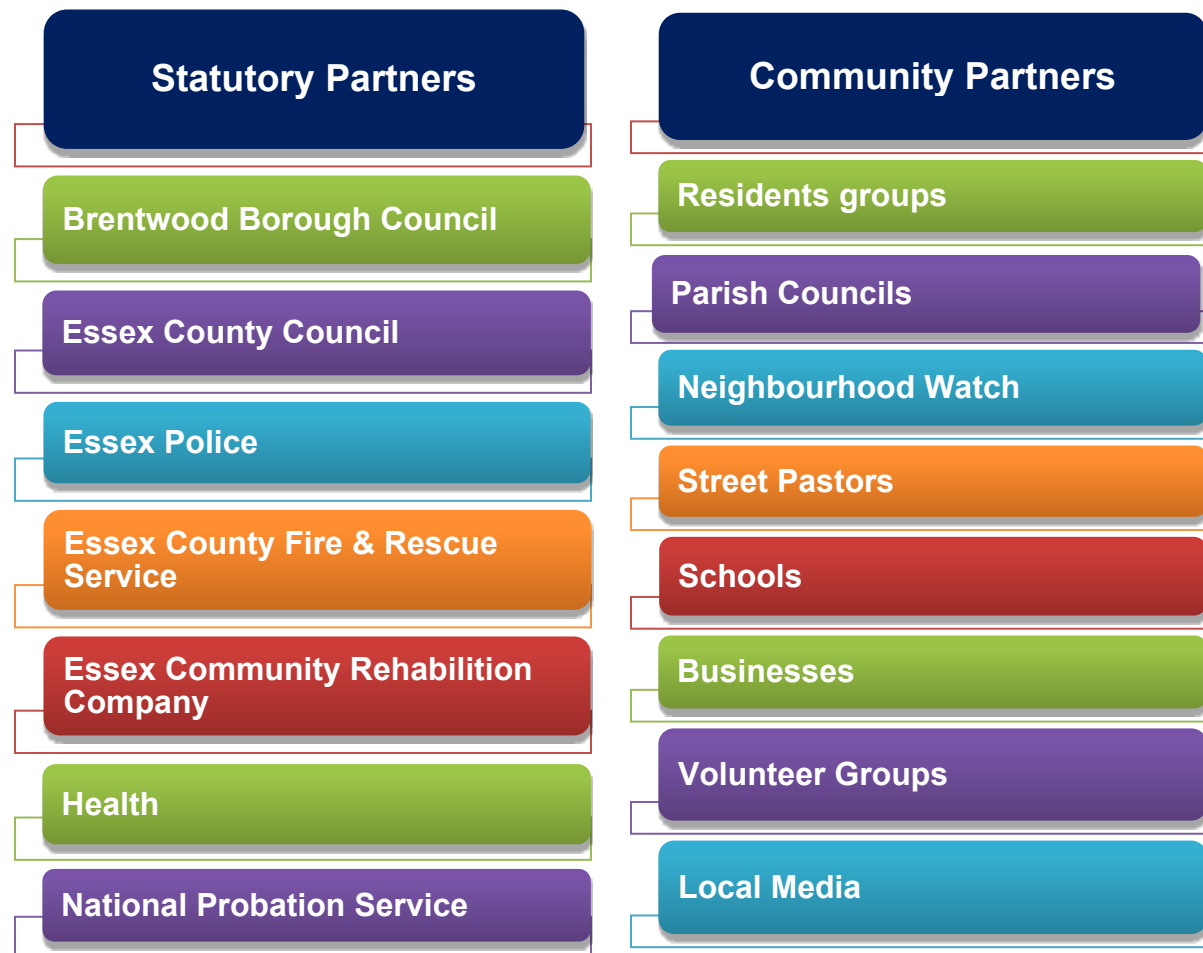 Statutory Partners
Brentwood Borough Council
Essex County Council
Essex Police
Essex County Fire & Rescue
Service
Essex Community Rehabilition
Company
Health
National Probation Service
Community Partners
Residents groups
Parish Councils
Neighbourhood Watch
Street Pastors
Schools
Businesses
Volunteer Groups
Local Media